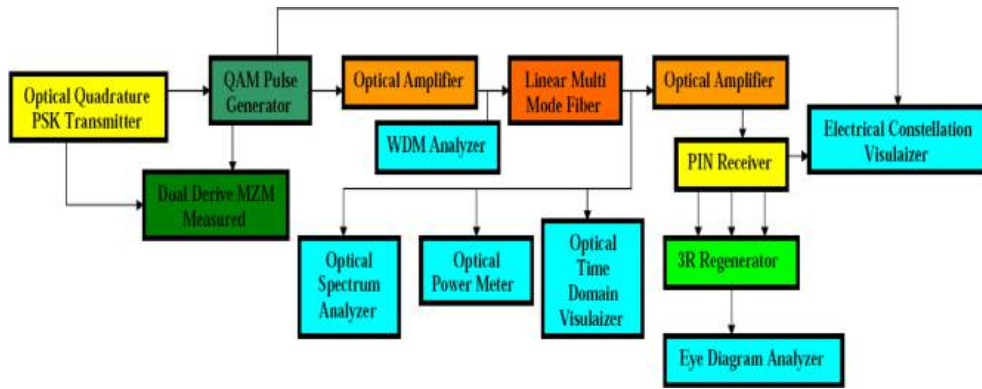 Optical Quadrature
PSK Transmitter
QAM Pulse
Generator
Optical Amplifier
Linear Multi
Mode Fiber
Optical Amplifier
WDM Analyzer
Electrical Constellation
Visulaizer
PIN Receiver
Dual Derive MZM
Measured
Optical
Spectrum
Analyzer
Optical
Power Meter
Optical
Time
Domain
Visulaizer
3R Regenerator
Eye Diagram Analyzer